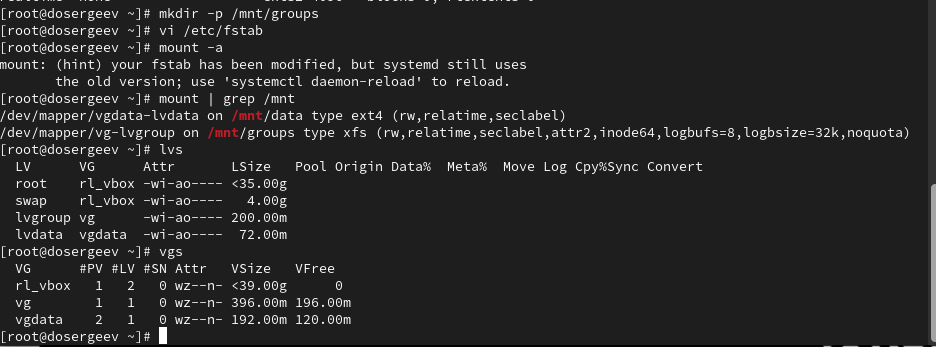 [root@dosergeev ~]# mkdir -p /mnt/groups
[root@dosergeev ~]# vi /etc/fstab
[root@dosergeev ~]# mount -a
mount: (hint) your fstab has been modified, but systemd still uses
       the old version; use 'systemctl daemon-reload' to reload.
[root@dosergeev ~]# mount | grep /mnt
/dev/mapper/vgdata-lvdata on /mnt/data type ext4 (rw,relatime,seclabel)
/dev/mapper/vg-lvgroup on /mnt/groups type xfs (rw,relatime,seclabel,attr2,inode64,logbufs=8,logbsize=32k,noquota)
[root@dosergeev ~]# lvs
  LV      VG      Attr       LSize   Pool Origin Data%  Meta%  Move Log Cpy%Sync Convert
  root    rl_vbox -wi-ao---- <35.00g
  swap    rl_vbox -wi-ao----   4.00g
  lvgroup vg      -wi-ao---- 200.00m
  lvdata  vgdata  -wi-ao----  72.00m
[root@dosergeev ~]# vgs
  VG      #PV #LV #SN Attr   VSize   VFree
  rl_vbox   1   2   0 wz--n- <39.00g      0
  vg        1   1   0 wz--n- 396.00m 196.00m
  vgdata    2   1   0 wz--n- 192.00m 120.00m
[root@dosergeev ~]#